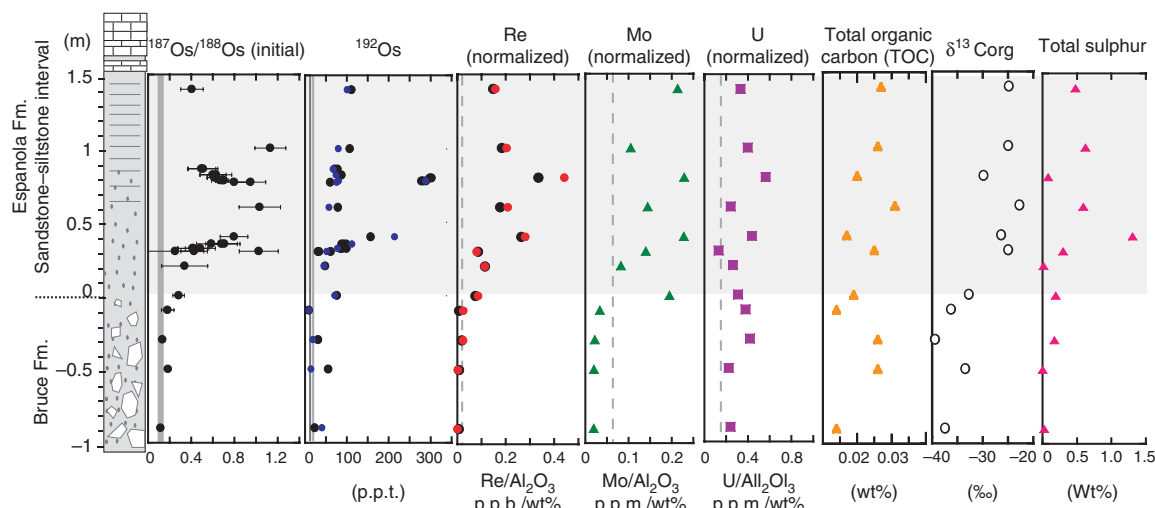 (m)
1.5
1
0.5
0
−0.5
−1
Espanola Fm.
Sandstone–siltstone interval
Bruce Fm.
187Os/188Os (initial)
0 0.4 0.8 1.2
192Os
0 100 200 300
(p.p.t.)
Re
(normalized)
0 0.2 0.4
Re/Al2O3
p p b /wt%
Mo
(normalized)
0 0.1 0.2
Mo/Al2O3
p p m /wt%
U
(normalized)
0 0.4 0.8
U/All2OI3
p p m /wt%
Total organic
carbon (TOC)
0.02 0.03
(wt%)
δ13 Corg
−40 −30 −20
(‰)
Total sulphur
0 0.5 1.0 1.5
(Wt%)